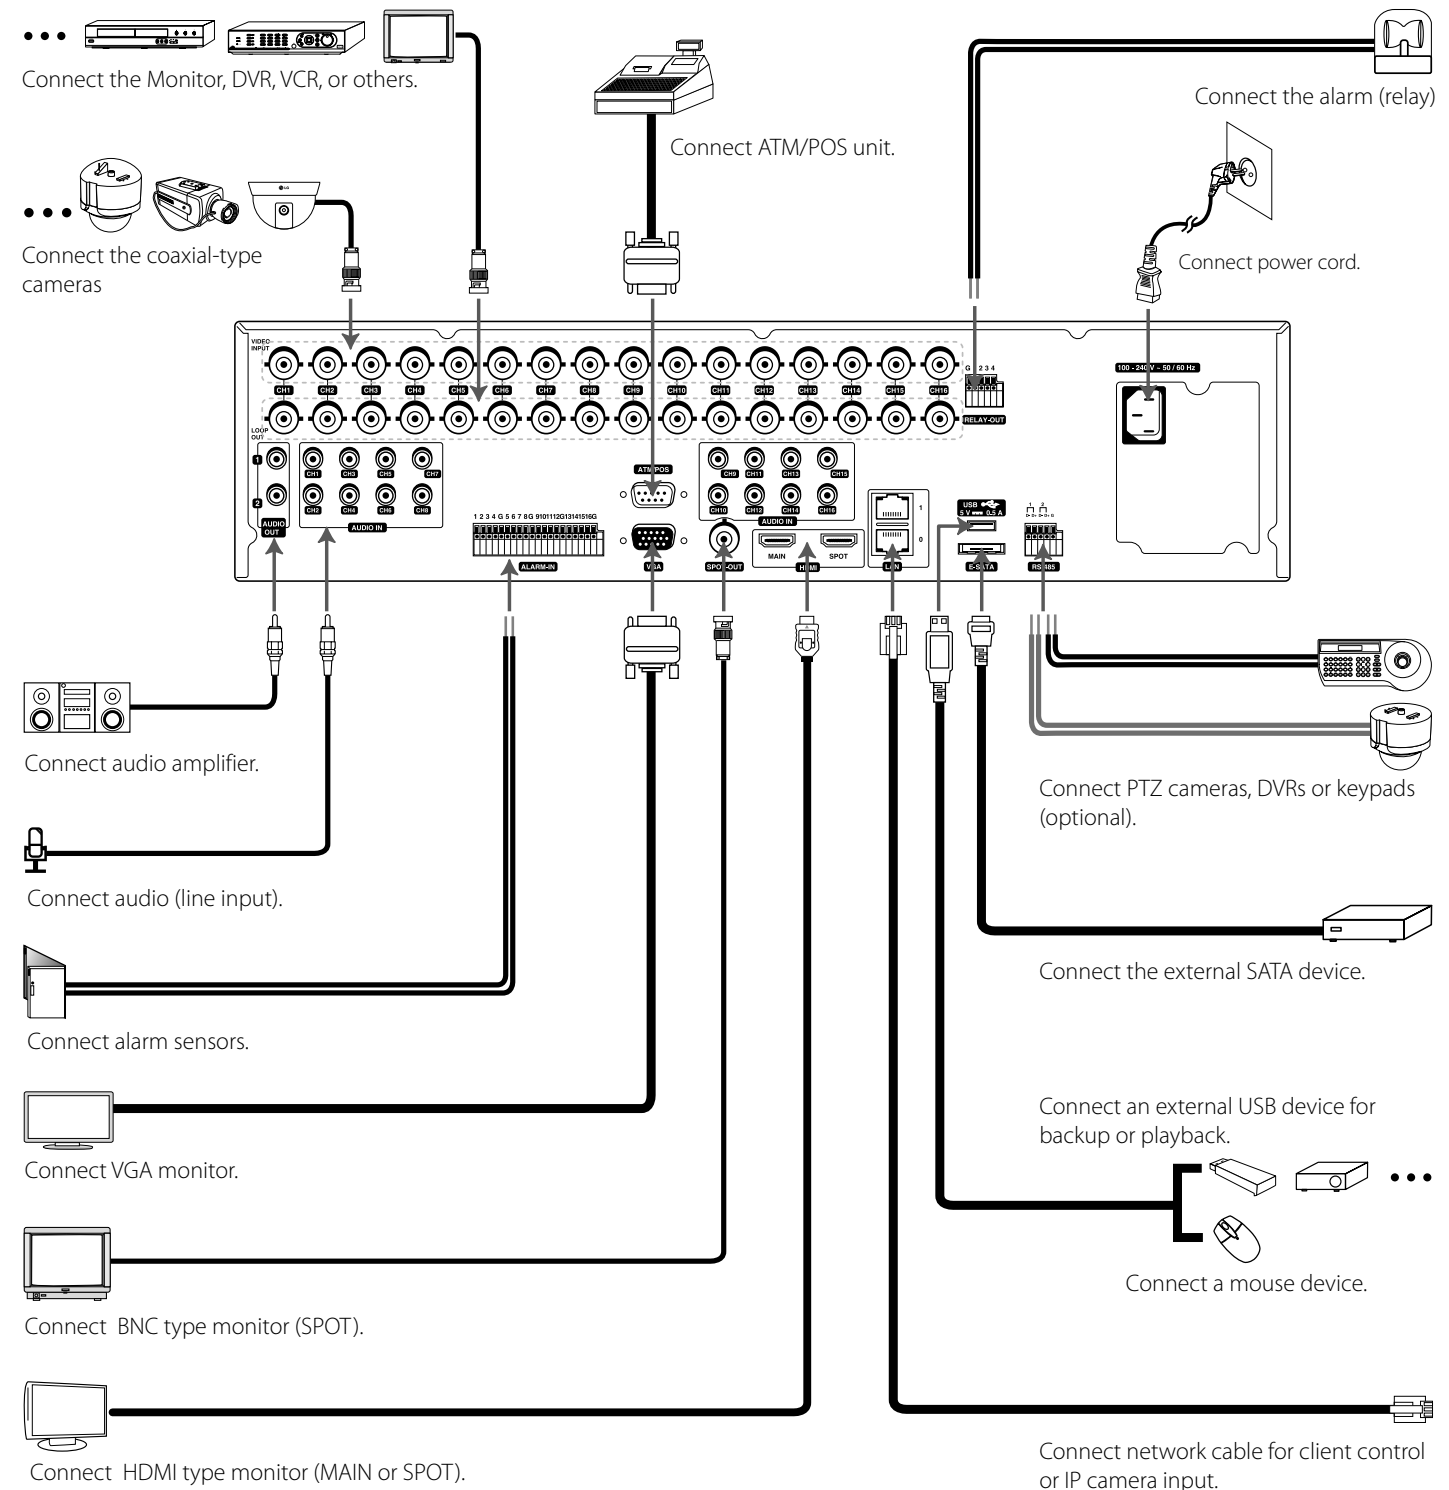 Connect the Monitor, DVR, VCR, or others.
Connect the alarm (relay)
Connect ATM/POS unit.
LG
Connect the coaxial-type
cameras
Connect power cord.
VIDEO
INPUT
CH1 CH2 CH3 CH4 CH5 CH6 CH7 CH8 CH9 CH10 CH11 CH12 CH13 CH14 CH15 CH16
LOOP
OUT
G 2 3 4
RELAY-OUT
100 - 240 V ~ 50 / 60 Hz
1
2
AUDIO
OUT
CH1 CH3 CH5 CH7
CH2 CH4 CH6 CH8
AUDIO IN
1 2 3 4 G 5 6 7 8 G 9 10 11 12 G 13 14 15 16 G
ALARM-IN
ATM/POS
VGA
CH9 CH11 CH13 CH15
CH10 CH12 CH14 CH16
AUDIO IN
SPOT-OUT
MAIN
SPOT
HDMI
1
0
LAN
USB
5 V 0.5 A
E-SATA
1 2
D- D+ D- D+ G
RS-485
Connect audio amplifier.
Connect PTZ cameras, DVRs or keypads
(optional).
Connect audio (line input).
Connect the external SATA device.
Connect alarm sensors.
Connect an external USB device for
backup or playback.
Connect VGA monitor.
Connect a mouse device.
Connect BNC type monitor (SPOT).
Connect network cable for client control
or IP camera input.
Connect HDMI type monitor (MAIN or SPOT).